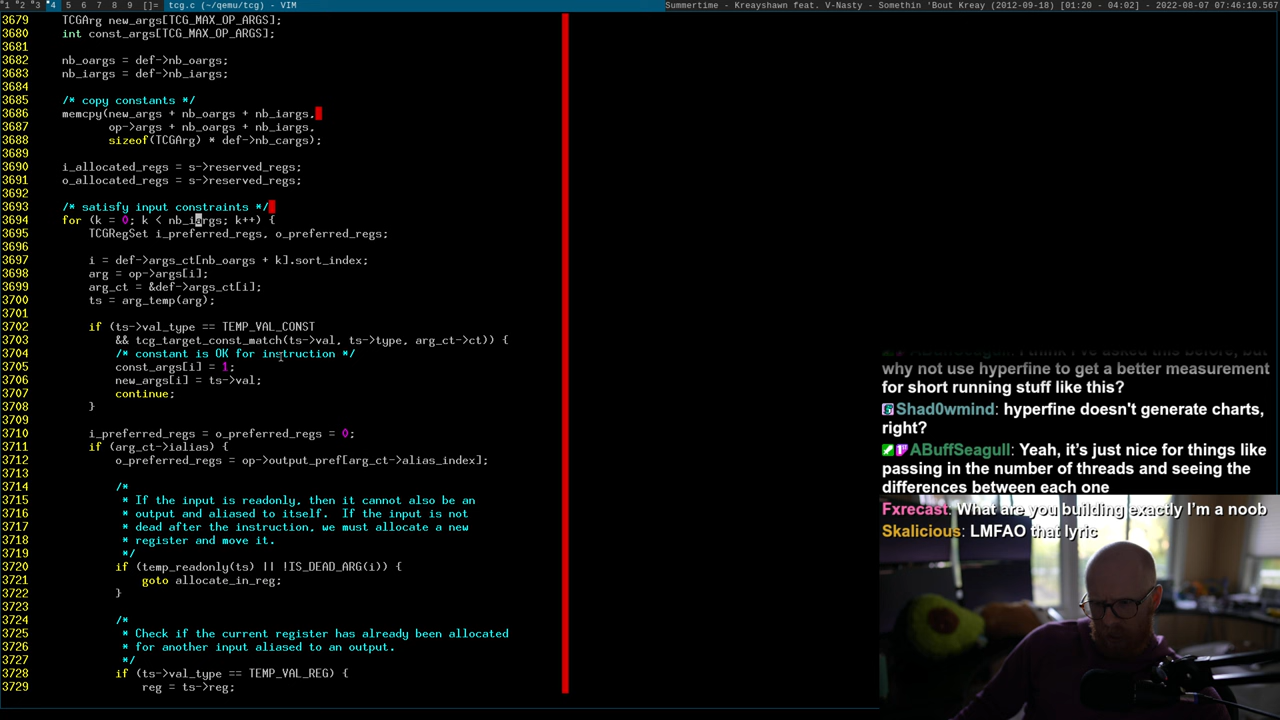 1 2 3 4 5 6 7 8 9 []= tcg.c (~/qemu/tcg) - VIM Summertime - Kreayshawn feat. V-Nasty - Somethin 'Bout Kreay (2012-09-18) [01:20 - 04:02] - 2022-08-07 07:46:10.567
3679 TCGArg new_args[TCG_MAX_OP_ARGS];
3680 int const_args[TCG_MAX_OP_ARGS];
3681
3682 nb_oargs = def->nb_oargs;
3683 nb_iargs = def->nb_iargs;
3684
3685 /* copy constants */
3686 memcpy(new_args + nb_oargs + nb_iargs,
3687 op->args + nb_oargs + nb_iargs,
3688 sizeof(TCGArg) * def->nb_cargs);
3689
3690 i_allocated_regs = s->reserved_regs;
3691 o_allocated_regs = s->reserved_regs;
3692
3693 /* satisfy input constraints */
3694 for (k = 0; k < nb_iargs; k++) {
3695 TCGRegSet i_preferred_regs, o_preferred_regs;
3696
3697 i = def->args_ct[nb_oargs + k].sort_index;
3698 arg = op->args[i];
3699 arg_ct = &def->args_ct[i];
3700 ts = arg_temp(arg);
3701
3702 if (ts->val_type == TEMP_VAL_CONST
3703 && tcg_target_const_match(ts->val, ts->type, arg_ct->ct)) {
3704 /* constant is OK for instruction */
3705 const_args[i] = 1;
3706 new_args[i] = ts->val;
3707 continue;
3708 }
3709
3710 i_preferred_regs = o_preferred_regs = 0;
3711 if (arg_ct->ialias) {
3712 o_preferred_regs = op->output_pref[arg_ct->alias_index];
3713
3714 /*
3715 * If the input is readonly, then it cannot also be an
3716 * output and aliased to itself. If the input is not
3717 * dead after the instruction, we must allocate a new
3718 * register and move it.
3719 */
3720 if (temp_readonly(ts) || !IS_DEAD_ARG(i)) {
3721 goto allocate_in_reg;
3722 }
3723
3724 /*
3725 * Check if the current register has already been allocated
3726 * for another input aliased to an output.
3727 */
3728 if (ts->val_type == TEMP_VAL_REG) {
3729 reg = ts->reg;
ABuffSeagull: I think I've asked this before, but
why not use hyperfine to get a better measurement
for short running stuff like this?
Shad0wmind: hyperfine doesn't generate charts,
right?
ABuffSeagull: Yeah, it's just nice for things like
passing in the number of threads and seeing the
differences between each one
Fxrecast: What are you building exactly I'm a noob
Skalicious: LMFAO that lyric